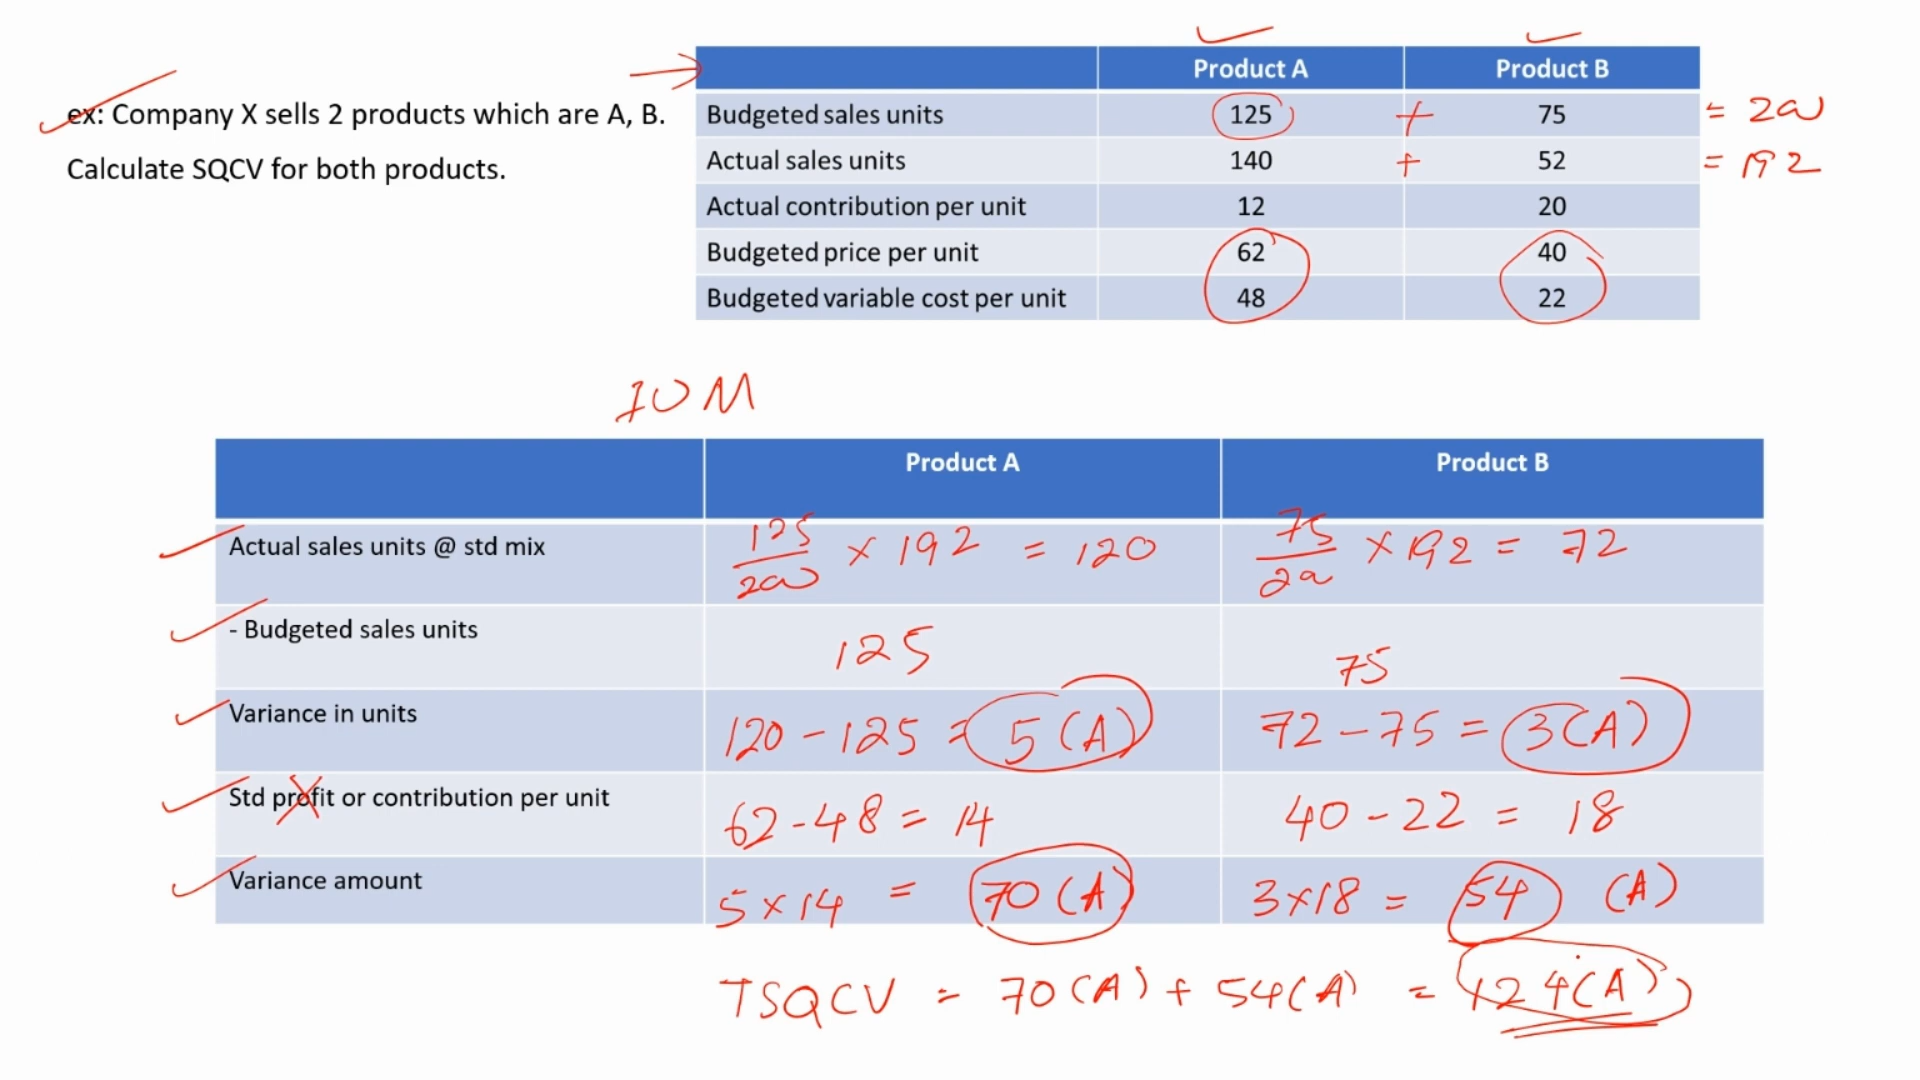 ex: Company X sells 2 products which are A, B.
Calculate SQCV for both products.
Product A Product B
Budgeted sales units 125 + 75 = 200
Actual sales units 140 + 52 = 192
Actual contribution per unit 12 20
Budgeted price per unit 62 40
Budgeted variable cost per unit 48 22
Product A Product B
Actual sales units @ std mix 125/200 × 192 = 120 75/200 × 192 = 72
- Budgeted sales units 125 75
Variance in units 120 - 125 = 5 (A) 72 - 75 = 3 (A)
Std profit or contribution per unit 62 - 48 = 14 40 - 22 = 18
Variance amount 5 × 14 = 70 (A) 3 × 18 = 54 (A)
TSQCV = 70 (A) + 54 (A) = 124 (A)